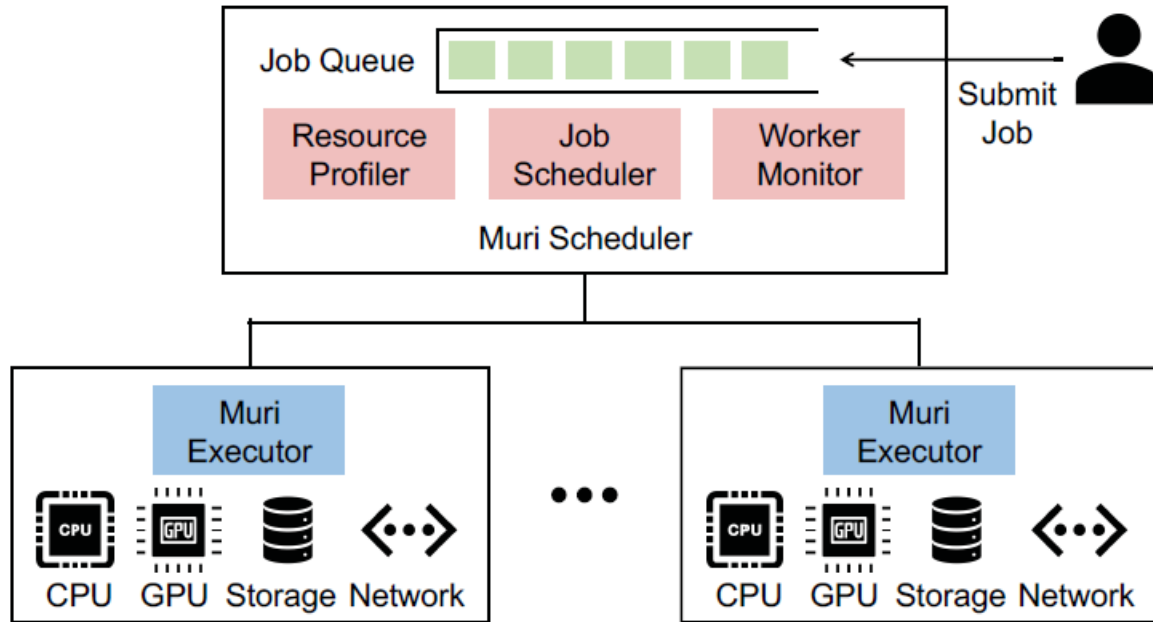 Job Queue
Submit
Job
Resource
Profiler
Job
Scheduler
Worker
Monitor
Muri Scheduler
Muri
Executor
CPU
GPU
CPU
GPU
Storage
Network
Muri
Executor
CPU
GPU
CPU
GPU
Storage
Network